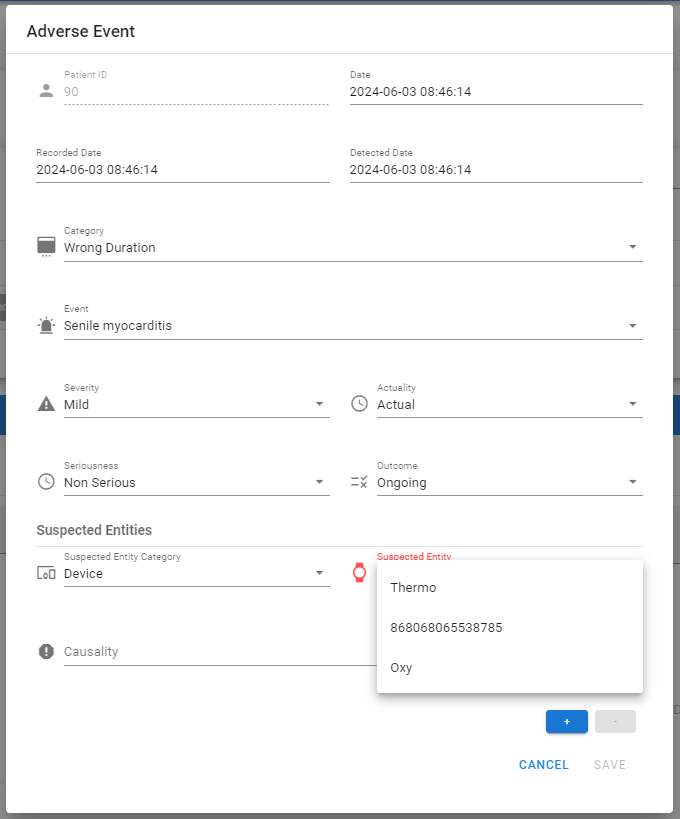 Adverse Event
Patient ID
90
Date
2024-06-03 08:46:14
Recorded Date
2024-06-03 08:46:14
Detected Date
2024-06-03 08:46:14
Category
Wrong Duration
Event
Senile myocarditis
Severity
Mild
Actuality
Actual
Seriousness
Non Serious
Outcome
Ongoing
Suspected Entities
Suspected Entity Category
Device
Suspected Entity
Thermo
868068065538785
Oxy
Causality
+
-
CANCEL
SAVE